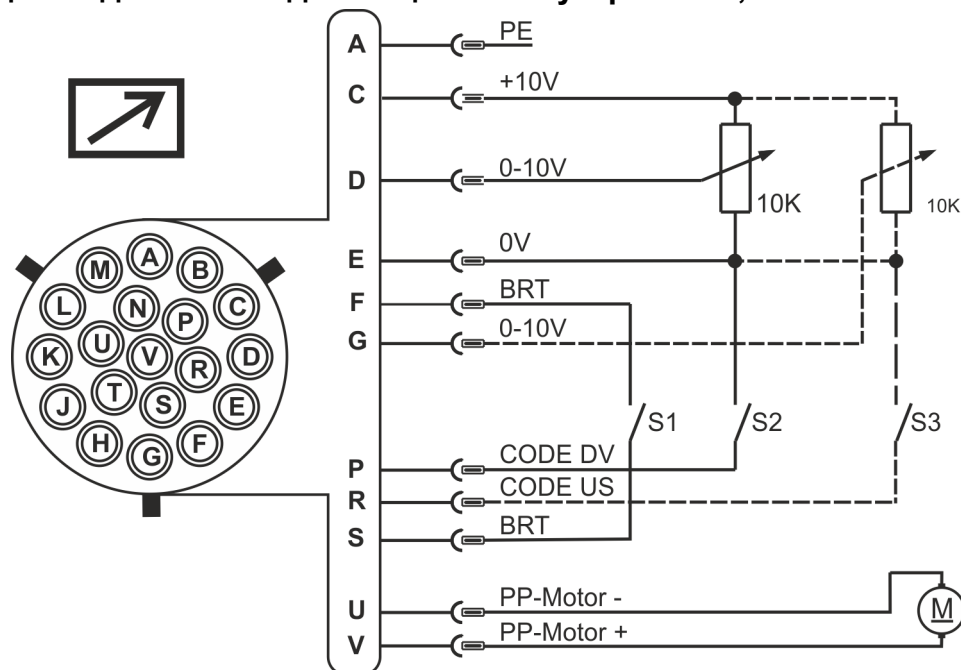 A PE
C +10V
D 0-10V
10K
10K
E 0V
F BRT
G 0-10V
S1
S2
S3
P CODE DV
R CODE US
S BRT
U PP-Motor -
V PP-Motor +
M
A
B
M
N
P
C
L
U
V
R
D
K
T
S
E
J
H
G
F